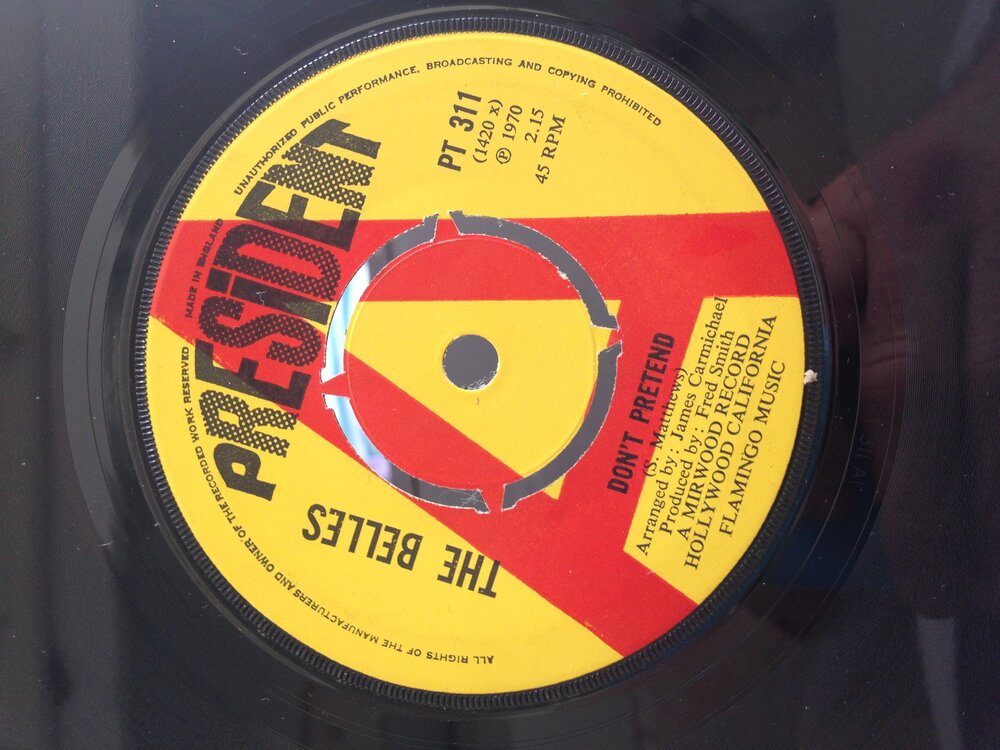 UNAUTHORIZED PUBLIC PERFORMANCE, BROADCASTING AND COPYING PROHIBITED
MADE IN ENGLAND
ALL RIGHTS OF THE MANUFACTURERS AND OWNER OF THE RECORDED WORK RESERVED
PRESiDENT
PT 311
(1420 x)
℗ 1970
2.15
45 RPM
THE BELLES
DON'T PRETEND
(S. Matthews)
Arranged by: James Carmichael
Produced by: Fred Smith
A MIRWOOD RECORD
HOLLYWOOD CALIFORNIA
FLAMINGO MUSIC